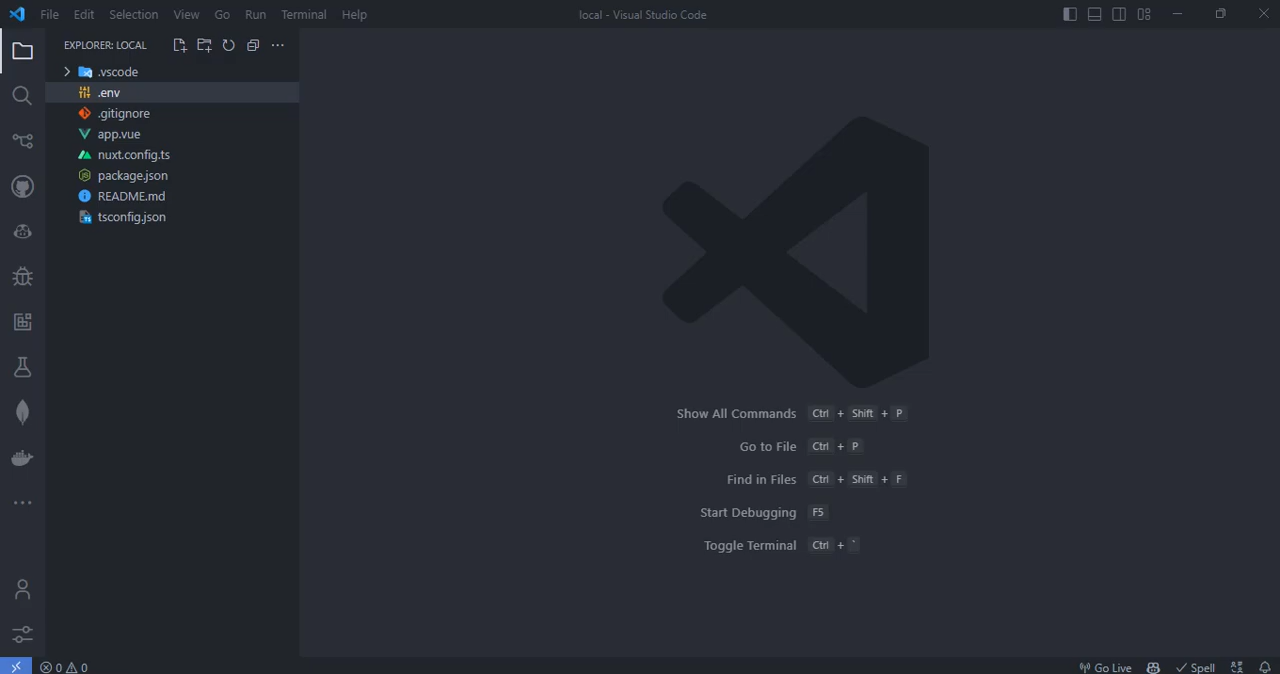 File Edit Selection View Go Run Terminal Help
local - Visual Studio Code
EXPLORER: LOCAL
.vscode
.env
.gitignore
app.vue
nuxt.config.ts
package.json
README.md
tsconfig.json
Show All Commands Ctrl + Shift + P
Go to File Ctrl + P
Find in Files Ctrl + Shift + F
Start Debugging F5
Toggle Terminal Ctrl + `
0 0
Go Live
Spell